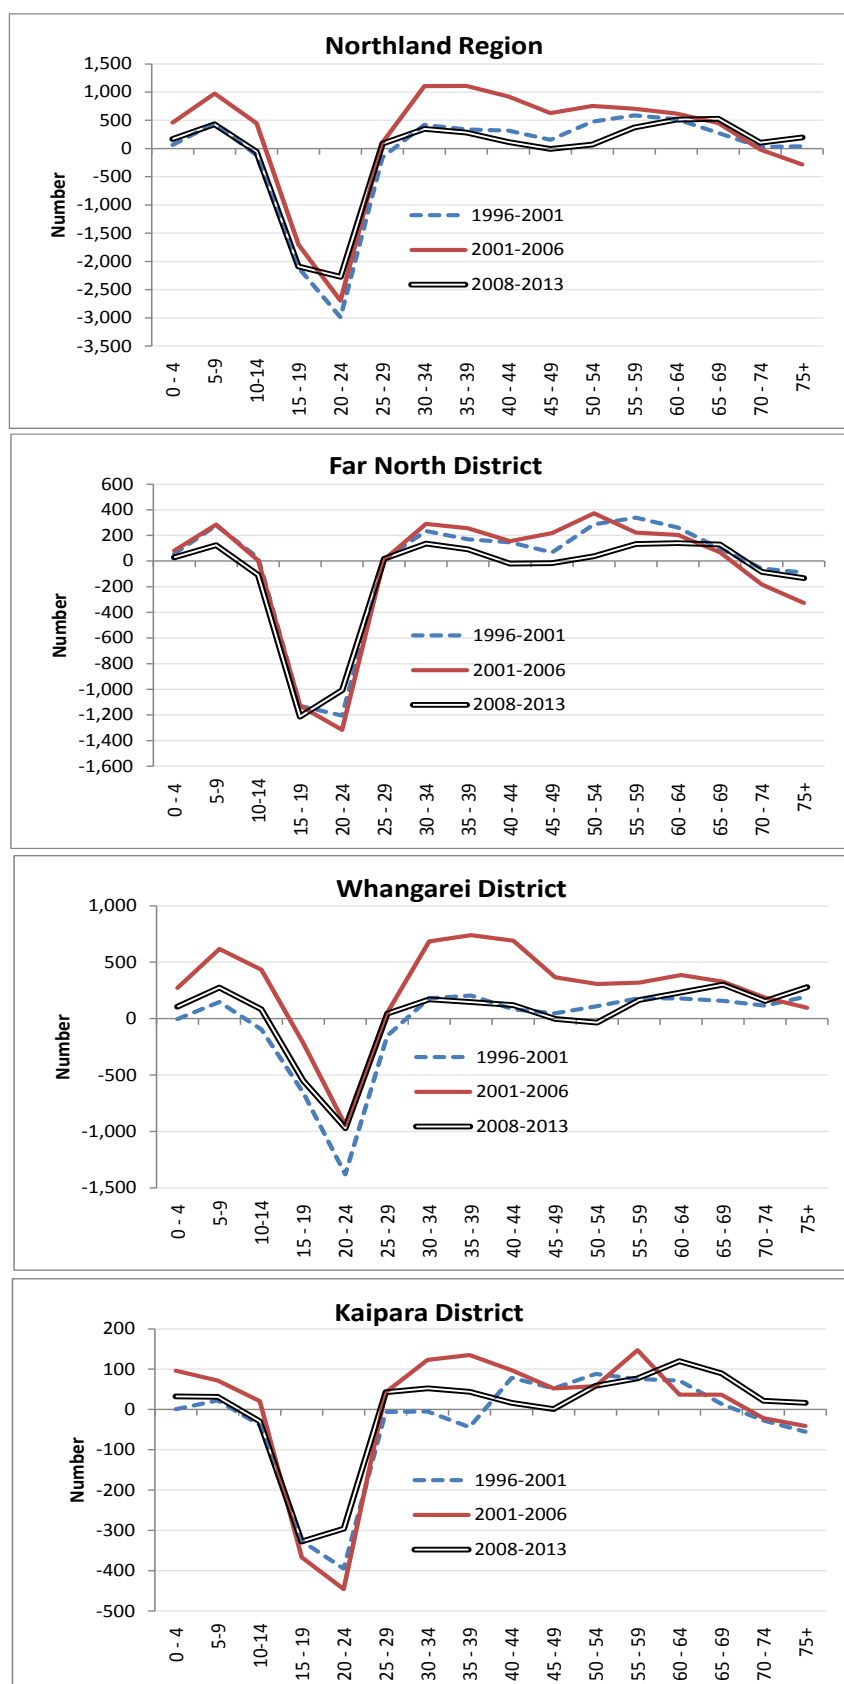 Northland Region
1,500
1,000
500
0
-500
-1,000
-1,500
-2,000
-2,500
-3,000
-3,500
Number
1996-2001
2001-2006
2008-2013
0 - 4
5-9
10-14
15 - 19
20 - 24
25 - 29
30 - 34
35 - 39
40 - 44
45 - 49
50 - 54
55 - 59
60 - 64
65 - 69
70 - 74
75+
Far North District
600
400
200
0
-200
-400
-600
-800
-1,000
-1,200
-1,400
-1,600
Number
1996-2001
2001-2006
2008-2013
0 - 4
5-9
10-14
15 - 19
20 - 24
25 - 29
30 - 34
35 - 39
40 - 44
45 - 49
50 - 54
55 - 59
60 - 64
65 - 69
70 - 74
75+
Whangarei District
1,000
500
0
-500
-1,000
-1,500
Number
1996-2001
2001-2006
2008-2013
0 - 4
5-9
10-14
15 - 19
20 - 24
25 - 29
30 - 34
35 - 39
40 - 44
45 - 49
50 - 54
55 - 59
60 - 64
65 - 69
70 - 74
75+
Kaipara District
200
100
0
-100
-200
-300
-400
-500
Number
1996-2001
2001-2006
2008-2013
0 - 4
5-9
10-14
15 - 19
20 - 24
25 - 29
30 - 34
35 - 39
40 - 44
45 - 49
50 - 54
55 - 59
60 - 64
65 - 69
70 - 74
75+